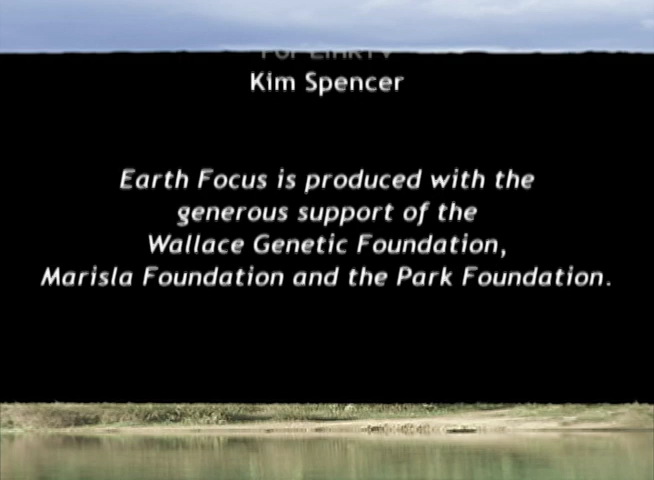 Kim Spencer
Earth Focus is produced with the
generous support of the
Wallace Genetic Foundation,
Marisla Foundation and the Park Foundation.